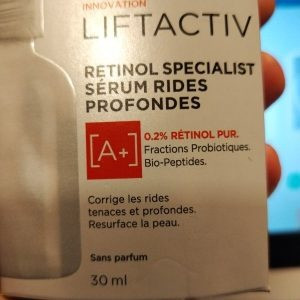 INNOVATION
LIFTACTIV
RETINOL SPECIALIST
SÉRUM RIDES
PROFONDES
[A+]
0.2% RÉTINOL PUR.
Fractions Probiotiques.
Bio-Peptides.
Corrige les rides
tenaces et profondes.
Resurface la peau.
Sans parfum
30 ml